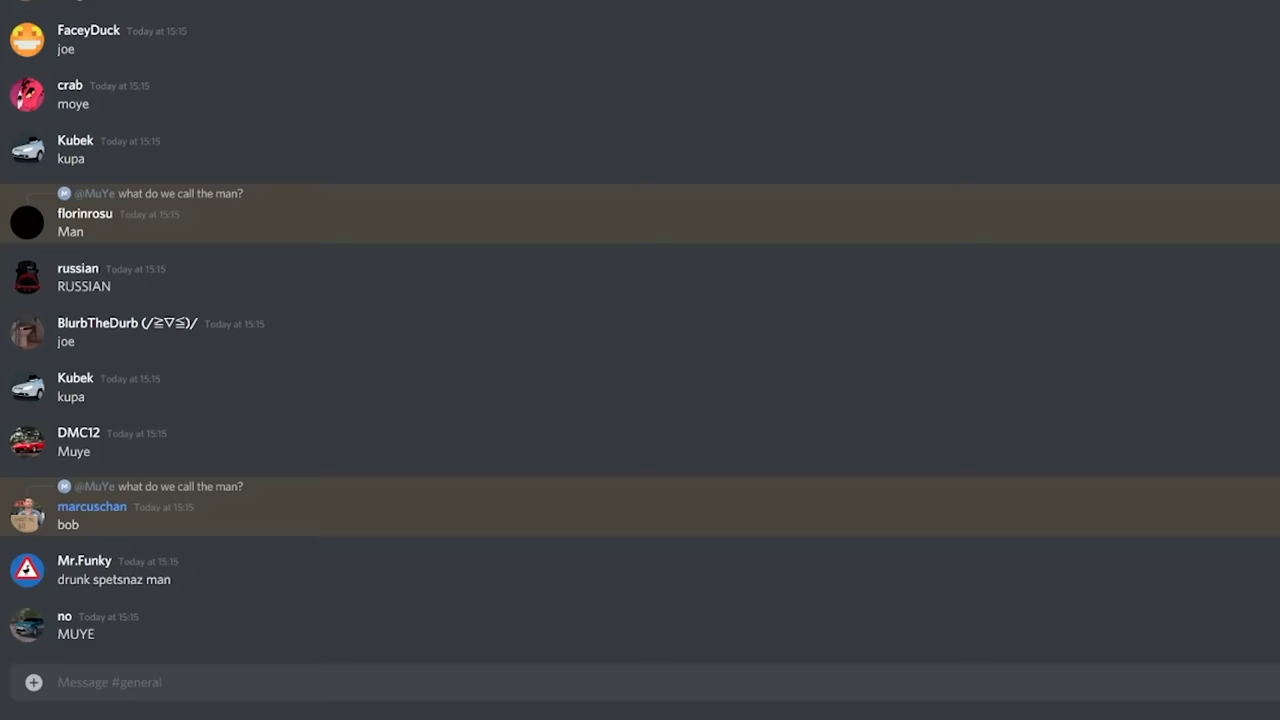 FaceyDuck Today at 15:15
joe
crab Today at 15:15
moye
Kubek Today at 15:15
kupa
@MuYe what do we call the man?
florinrosu Today at 15:15
Man
russian Today at 15:15
RUSSIAN
BlurbTheDurb (/≧▽≦)/ Today at 15:15
joe
Kubek Today at 15:15
kupa
DMC12 Today at 15:15
Muye
@MuYe what do we call the man?
marcuschan Today at 15:15
bob
Mr.Funky Today at 15:15
drunk spetsnaz man
no Today at 15:15
MUYE
Message #general